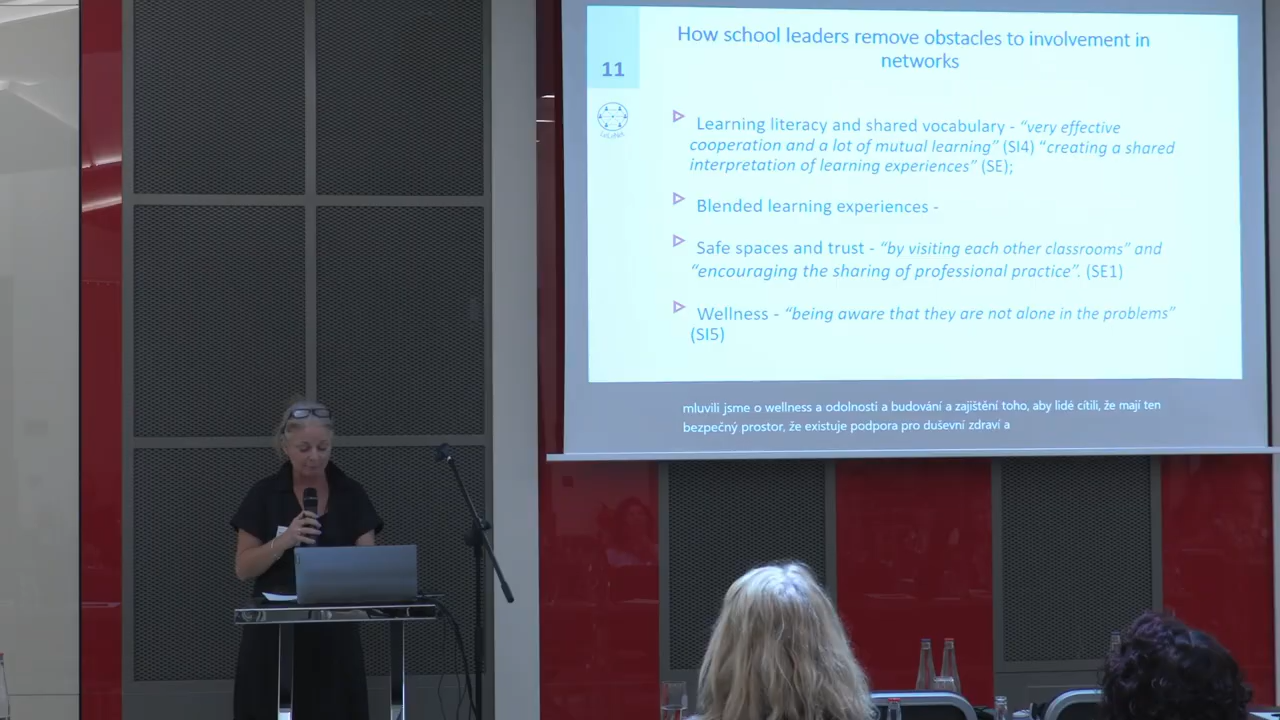 How school leaders remove obstacles to involvement in
networks
11
Learning literacy and shared vocabulary - “very effective
cooperation and a lot of mutual learning” (SI4) “creating a shared
interpretation of learning experiences” (SE);
Blended learning experiences -
Safe spaces and trust - “by visiting each other classrooms” and
“encouraging the sharing of professional practice”. (SE1)
Wellness - “being aware that they are not alone in the problems”
(SI5)
mluvili jsme o wellness a odolnosti a budování a zajištění toho, aby lidé cítili, že mají ten
bezpečný prostor, že existuje podpora pro duševní zdraví a